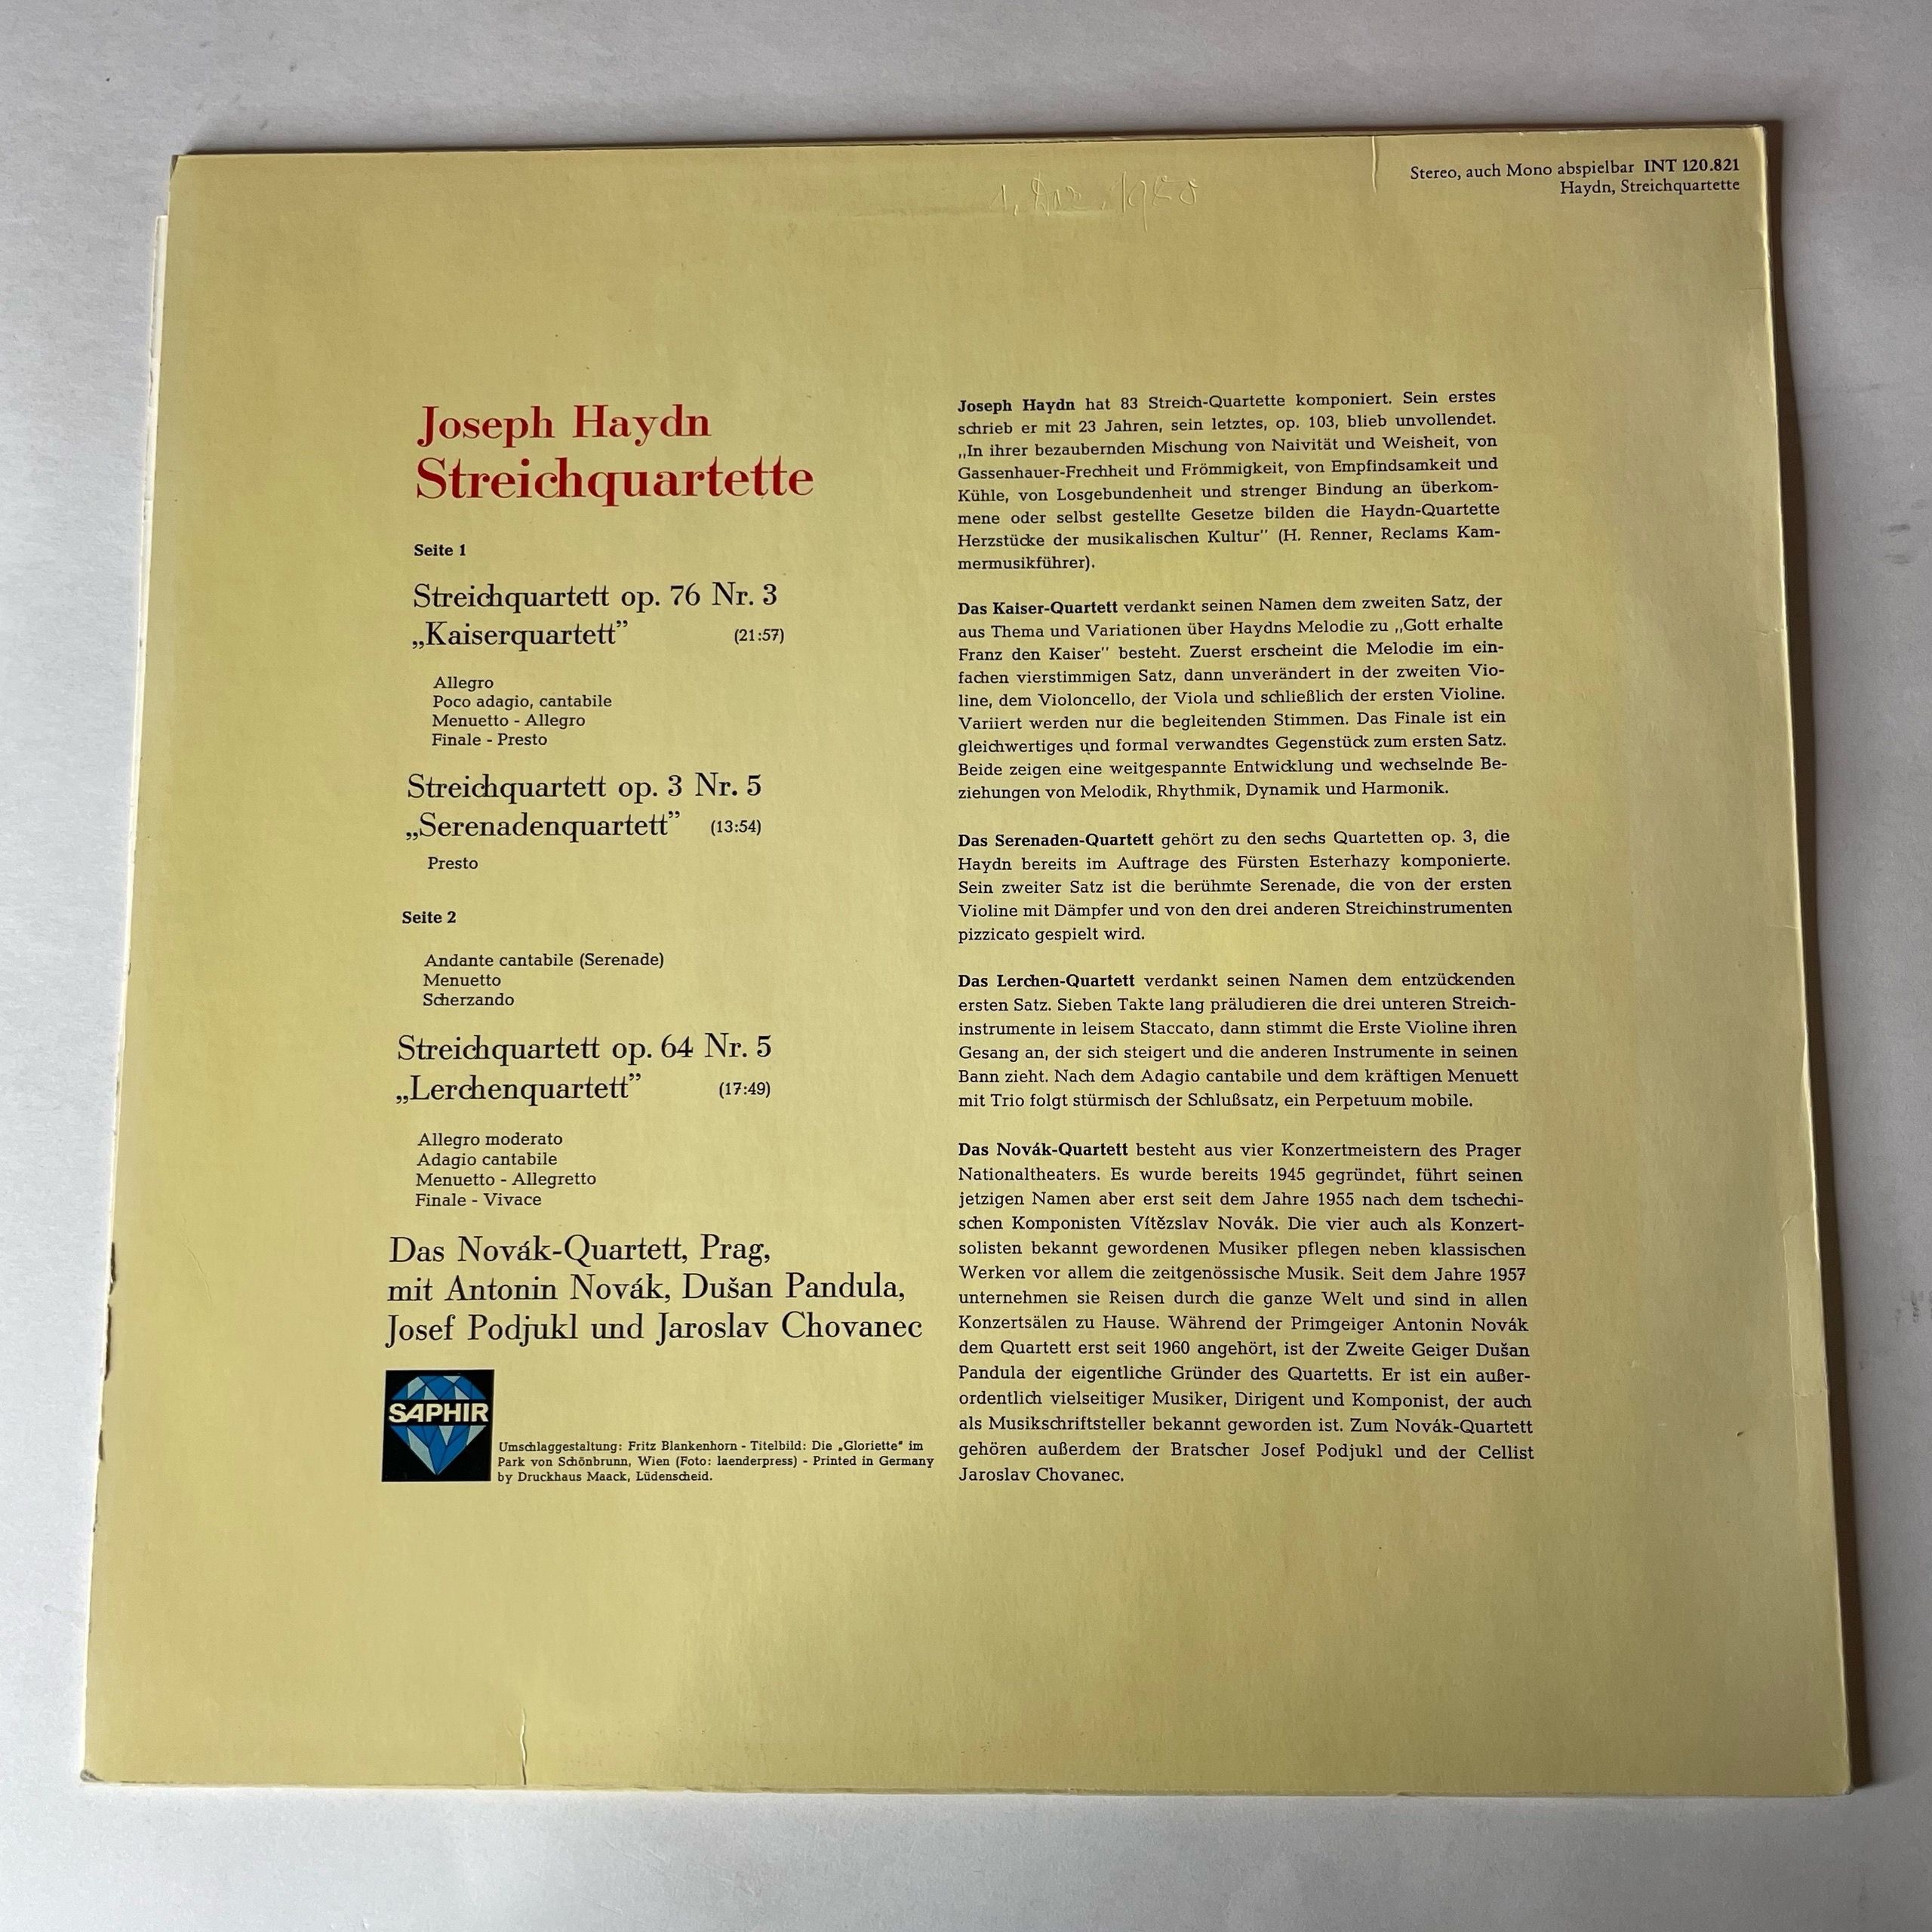 Stereo, auch Mono abspielbar INT 120.821
Haydn, Streichquartette
Joseph Haydn
Streichquartette
Seite 1
Streichquartett op. 76 Nr. 3
„Kaiserquartett” (21:57)
Allegro
Poco adagio, cantabile
Menuetto - Allegro
Finale - Presto
Streichquartett op. 3 Nr. 5
„Serenadenquartett” (13:54)
Presto
Seite 2
Andante cantabile (Serenade)
Menuetto
Scherzando
Streichquartett op. 64 Nr. 5
„Lerchenquartett” (17:49)
Allegro moderato
Adagio cantabile
Menuetto - Allegretto
Finale - Vivace
Das Novák-Quartett, Prag,
mit Antonin Novák, Dušan Pandula,
Josef Podjukl und Jaroslav Chovanec
SAPHIR
Umschlaggestaltung: Fritz Blankenhorn - Titelbild: Die „Gloriette“ im
Park von Schönbrunn, Wien (Foto: laenderpress) - Printed in Germany
by Druckhaus Maack, Lüdenscheid.
Joseph Haydn hat 83 Streich-Quartette komponiert. Sein erstes
schrieb er mit 23 Jahren, sein letztes, op. 103, blieb unvollendet.
„In ihrer bezaubernden Mischung von Naivität und Weisheit, von
Gassenhauer-Frechheit und Frömmigkeit, von Empfindsamkeit und
Kühle, von Losgebundenheit und strenger Bindung an überkom-
mene oder selbst gestellte Gesetze bilden die Haydn-Quartette
Herzstücke der musikalischen Kultur” (H. Renner, Reclams Kam-
mermusikführer).
Das Kaiser-Quartett verdankt seinen Namen dem zweiten Satz, der
aus Thema und Variationen über Haydns Melodie zu „Gott erhalte
Franz den Kaiser” besteht. Zuerst erscheint die Melodie im ein-
fachen vierstimmigen Satz, dann unverändert in der zweiten Vio-
line, dem Violoncello, der Viola und schließlich der ersten Violine.
Variiert werden nur die begleitenden Stimmen. Das Finale ist ein
gleichwertiges und formal verwandtes Gegenstück zum ersten Satz.
Beide zeigen eine weitgespannte Entwicklung und wechselnde Be-
ziehungen von Melodik, Rhythmik, Dynamik und Harmonik.
Das Serenaden-Quartett gehört zu den sechs Quartetten op. 3, die
Haydn bereits im Auftrage des Fürsten Esterhazy komponierte.
Sein zweiter Satz ist die berühmte Serenade, die von der ersten
Violine mit Dämpfer und von den drei anderen Streichinstrumenten
pizzicato gespielt wird.
Das Lerchen-Quartett verdankt seinen Namen dem entzückenden
ersten Satz. Sieben Takte lang präludieren die drei unteren Streich-
instrumente in leisem Staccato, dann stimmt die Erste Violine ihren
Gesang an, der sich steigert und die anderen Instrumente in seinen
Bann zieht. Nach dem Adagio cantabile und dem kräftigen Menuett
mit Trio folgt stürmisch der Schlußsatz, ein Perpetuum mobile.
Das Novák-Quartett besteht aus vier Konzertmeistern des Prager
Nationaltheaters. Es wurde bereits 1945 gegründet, führt seinen
jetzigen Namen aber erst seit dem Jahre 1955 nach dem tschechi-
schen Komponisten Vítězslav Novák. Die vier auch als Konzert-
solisten bekannt gewordenen Musiker pflegen neben klassischen
Werken vor allem die zeitgenössische Musik. Seit dem Jahre 1957
unternehmen sie Reisen durch die ganze Welt und sind in allen
Konzertsälen zu Hause. Während der Primgeiger Antonin Novák
dem Quartett erst seit 1960 angehört, ist der Zweite Geiger Dušan
Pandula der eigentliche Gründer des Quartetts. Er ist ein außer-
ordentlich vielseitiger Musiker, Dirigent und Komponist, der auch
als Musikschriftsteller bekannt geworden ist. Zum Novák-Quartett
gehören außerdem der Bratscher Josef Podjukl und der Cellist
Jaroslav Chovanec.